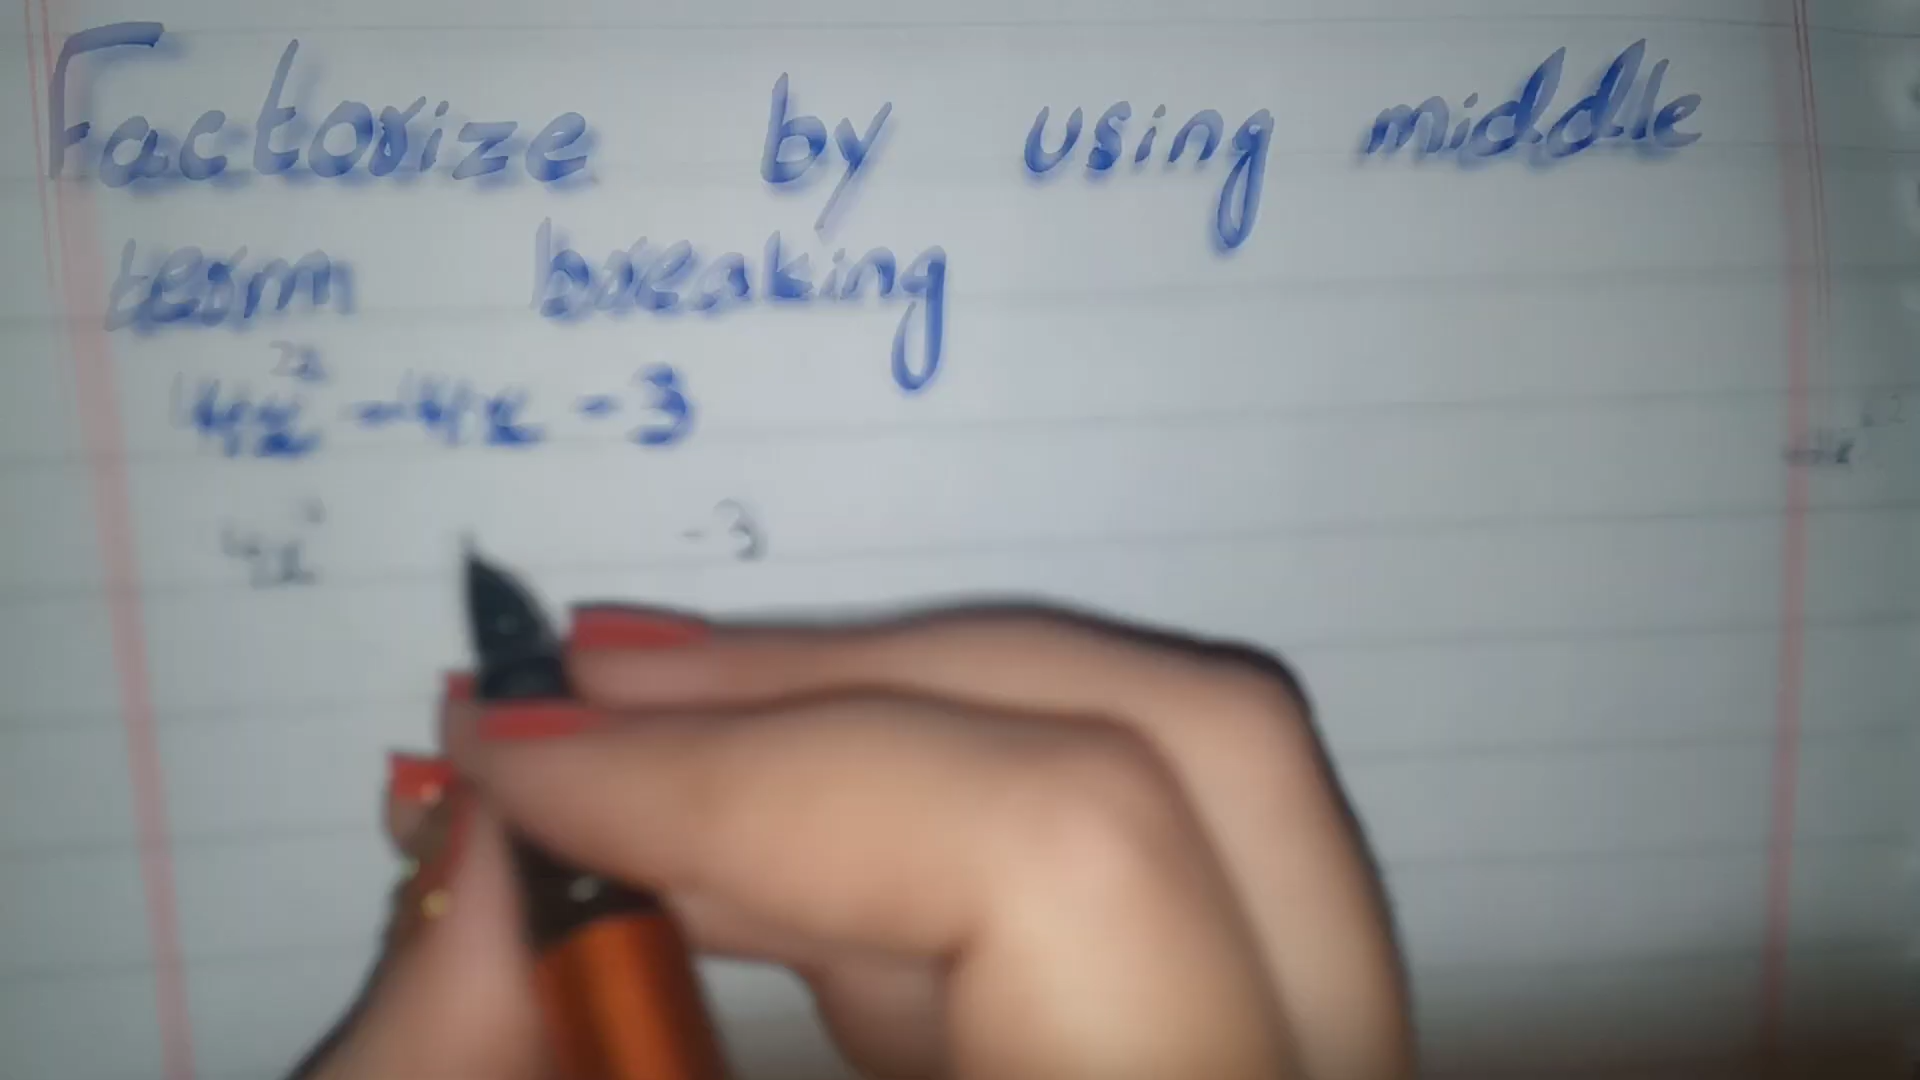 Factorize by using middle
term breaking
4x² - 4x - 3
4x² - 3